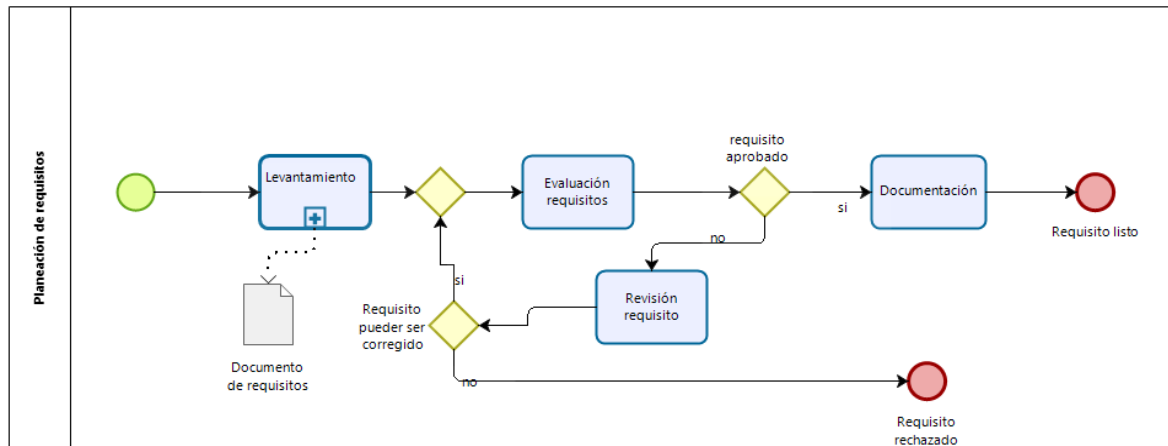 Planeación de requisitos
Levantamiento
Documento
de requisitos
Evaluación
requisitos
requisito
aprobado
si
Documentación
Requisito listo
no
Revisión
requisito
Requisito
pueder ser
corregido
si
no
Requisito
rechazado